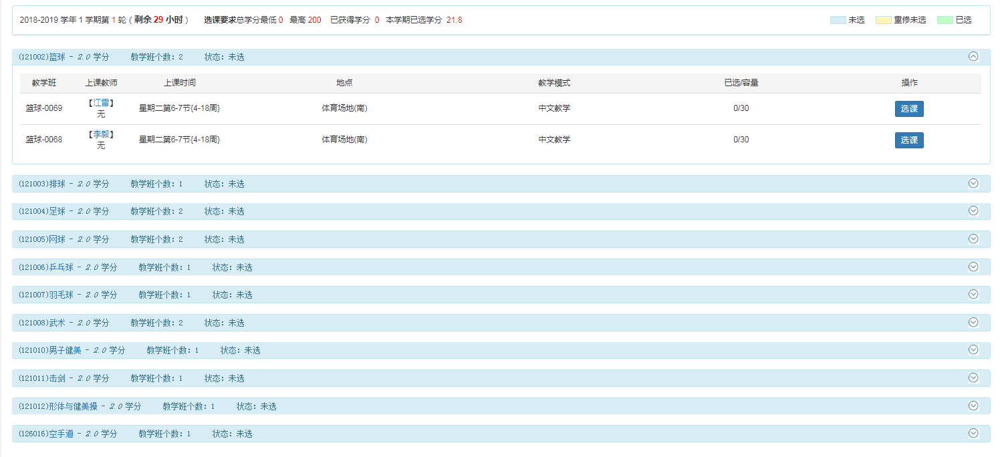 2018-2019 学年 1 学期第 1 轮 ( 剩余 29 小时 ) 选课要求总学分最低 0 最高 200 已获得学分 0 本学期已选学分 21.8 未选 重修未选 已选
(121002)篮球 - 2.0 学分 教学班个数: 2 状态: 未选
教学班 上课教师 上课时间 地点 教学模式 已选/容量 操作
篮球-0069 【江雷】 星期二第6-7节{4-18周} 体育场地(南) 中文教学 0/30 选课
无
篮球-0068 【李毅】 星期二第6-7节{4-18周} 体育场地(南) 中文教学 0/30 选课
无
(121003)排球 - 2.0 学分 教学班个数: 1 状态: 未选
(121004)足球 - 2.0 学分 教学班个数: 2 状态: 未选
(121005)网球 - 2.0 学分 教学班个数: 2 状态: 未选
(121006)乒乓球 - 2.0 学分 教学班个数: 1 状态: 未选
(121007)羽毛球 - 2.0 学分 教学班个数: 1 状态: 未选
(121008)武术 - 2.0 学分 教学班个数: 2 状态: 未选
(121010)男子健美 - 2.0 学分 教学班个数: 1 状态: 未选
(121011)击剑 - 2.0 学分 教学班个数: 1 状态: 未选
(121012)形体与健美操 - 2.0 学分 教学班个数: 1 状态: 未选
(126016)空手道 - 2.0 学分 教学班个数: 1 状态: 未选